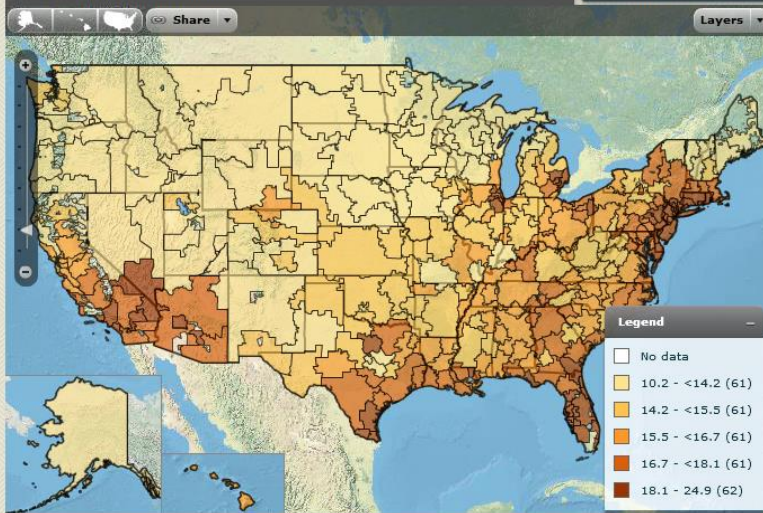 Share
Layers
Legend
No data
10.2 - <14.2 (61)
14.2 - <15.5 (61)
15.5 - <16.7 (61)
16.7 - <18.1 (61)
18.1 - 24.9 (62)